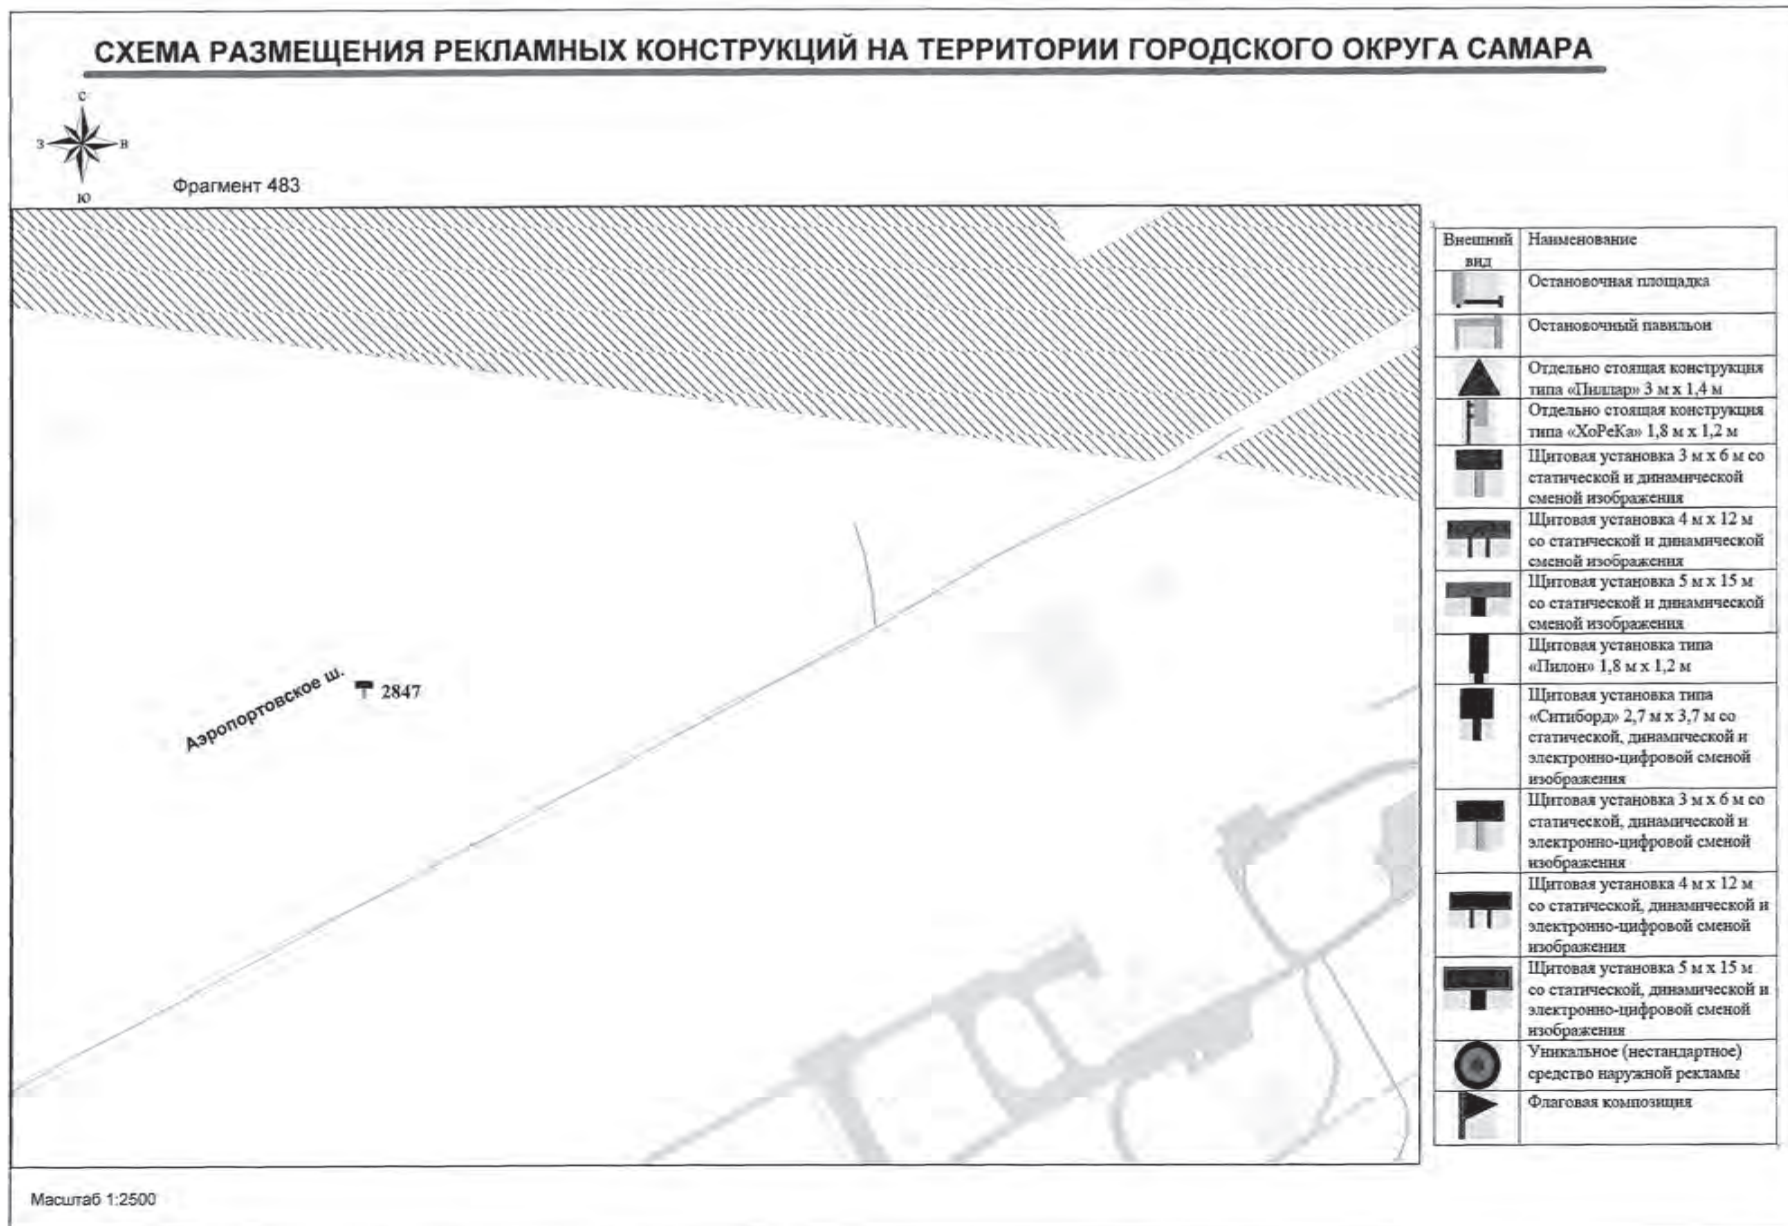 СХЕМА РАЗМЕЩЕНИЯ РЕКЛАМНЫХ КОНСТРУКЦИЙ НА ТЕРРИТОРИИ ГОРОДСКОГО ОКРУГА САМАРА
С
З
В
Ю
Фрагмент 483
Аэропортовское ш.
2847
Внешний вид
Наименование
Остановочная площадка
Остановочный павильон
Отдельно стоящая конструкция
типа «Пиллар» 3 м х 1,4 м
Отдельно стоящая конструкция
типа «ХоРеКа» 1,8 м х 1,2 м
Щитовая установка 3 м х 6 м со
статической и динамической
сменой изображения
Щитовая установка 4 м х 12 м
со статической и динамической
сменой изображения
Щитовая установка 5 м х 15 м
со статической и динамической
сменой изображения
Щитовая установка типа
«Пилон» 1,8 м х 1,2 м
Щитовая установка типа
«Ситиборд» 2,7 м х 3,7 м со
статической, динамической и
электронно-цифровой сменой
изображения
Щитовая установка 3 м х 6 м со
статической, динамической и
электронно-цифровой сменой
изображения
Щитовая установка 4 м х 12 м
со статической, динамической и
электронно-цифровой сменой
изображения
Щитовая установка 5 м х 15 м
со статической, динамической и
электронно-цифровой сменой
изображения
Уникальное (нестандартное)
средство наружной рекламы
Флаговая композиция
Масштаб 1:2500